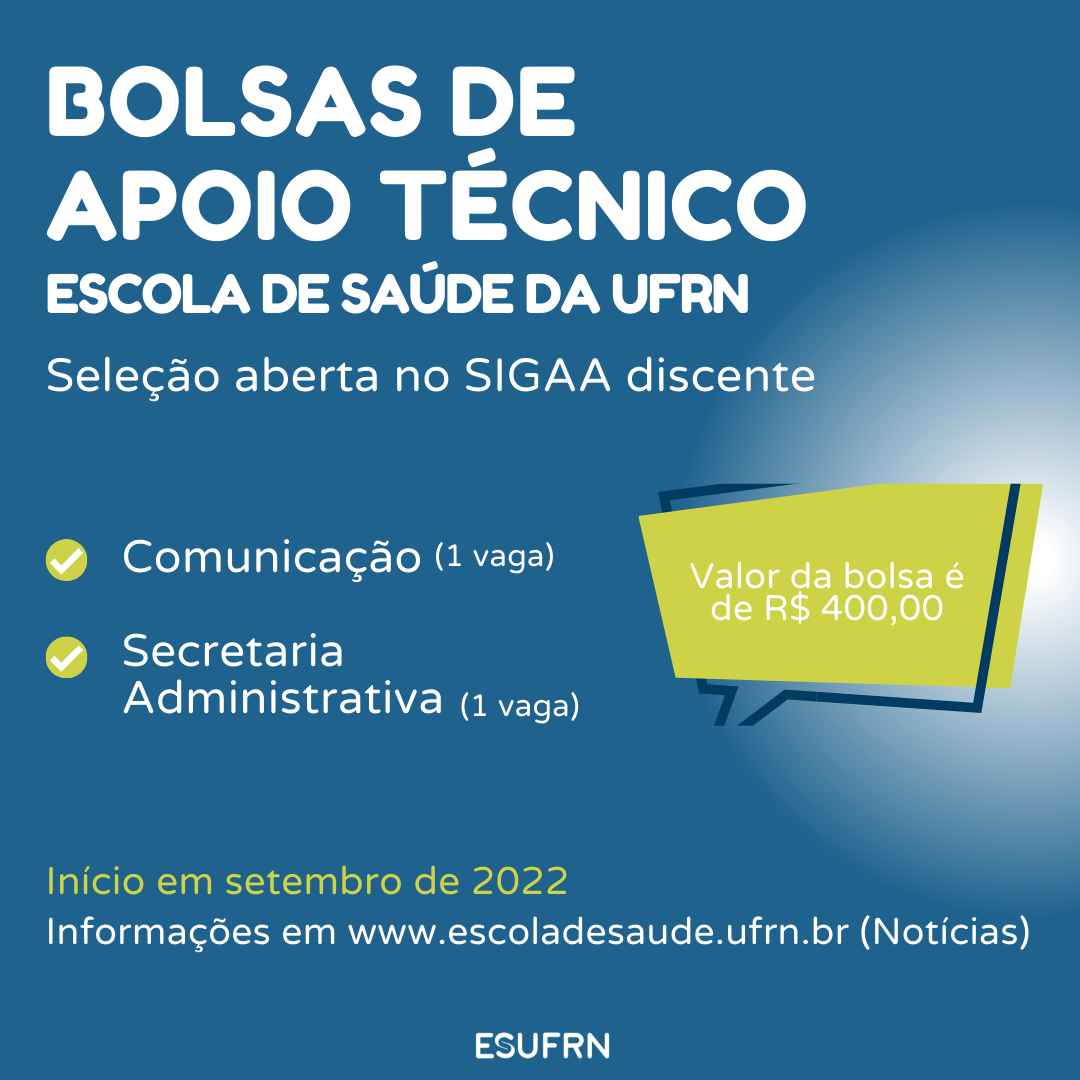 BOLSAS DE
APOIO TÉCNICO
ESCOLA DE SAÚDE DA UFRN
Seleção aberta no SIGAA discente
Comunicação (1 vaga)
Secretaria
Administrativa (1 vaga)
Valor da bolsa é
de R$ 400,00
Início em setembro de 2022
Informações em www.escoladesaude.ufrn.br (Notícias)
ESUFRN